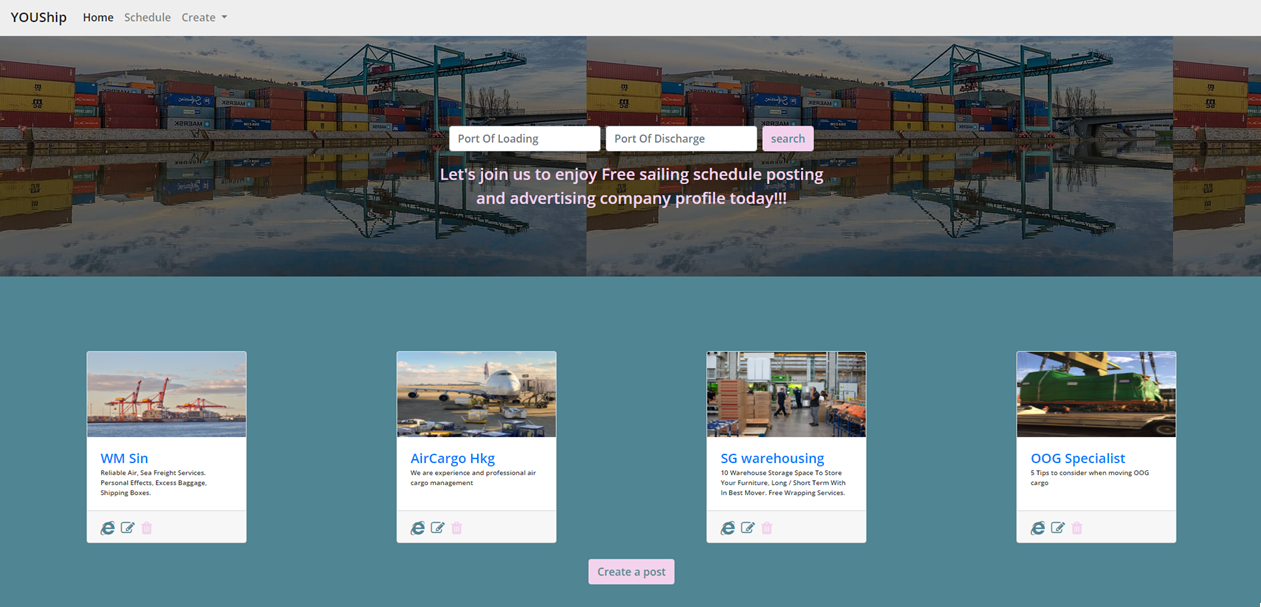 YOUShip Home Schedule Create
Port Of Loading Port Of Discharge search
Let's join us to enjoy Free sailing schedule posting
and advertising company profile today!!!
WM Sin
Reliable Air, Sea Freight Services.
Personal Effects, Excess Baggage,
Shipping Boxes.
AirCargo Hkg
We are experience and professional air
cargo management
SG warehousing
10 Warehouse Storage Space To Store
Your Furniture, Long / Short Term With
In Best Mover. Free Wrapping Services.
OOG Specialist
5 Tips to consider when moving OOG
cargo
Create a post